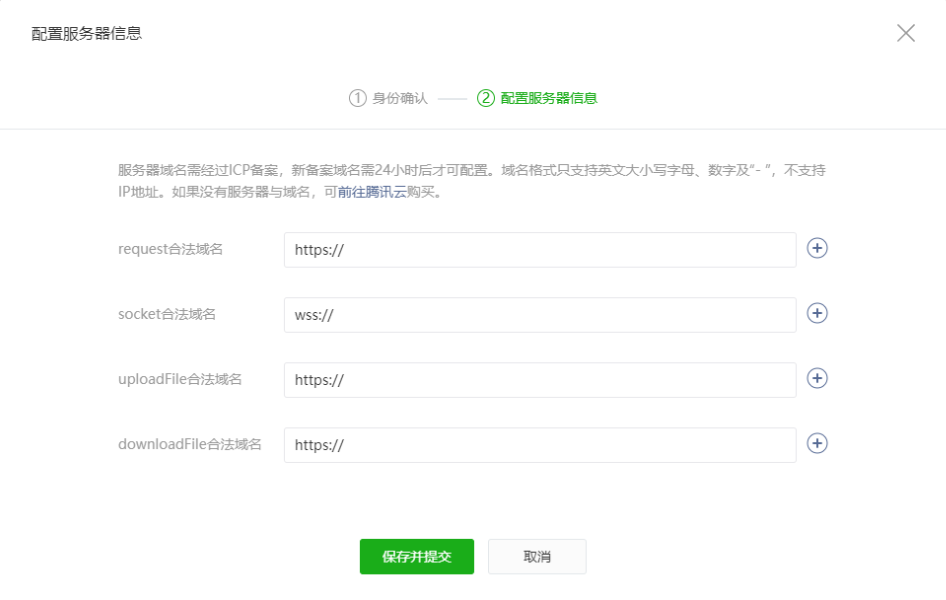 配置服务器信息
① 身份确认 ② 配置服务器信息
服务器域名需经过ICP备案，新备案域名需24小时后才可配置。域名格式只支持英文大小写字母、数字及“- ”，不支持
IP地址。如果没有服务器与域名，可前往腾讯云购买。
request合法域名 https://
socket合法域名 wss://
uploadFile合法域名 https://
downloadFile合法域名 https://
保存并提交 取消